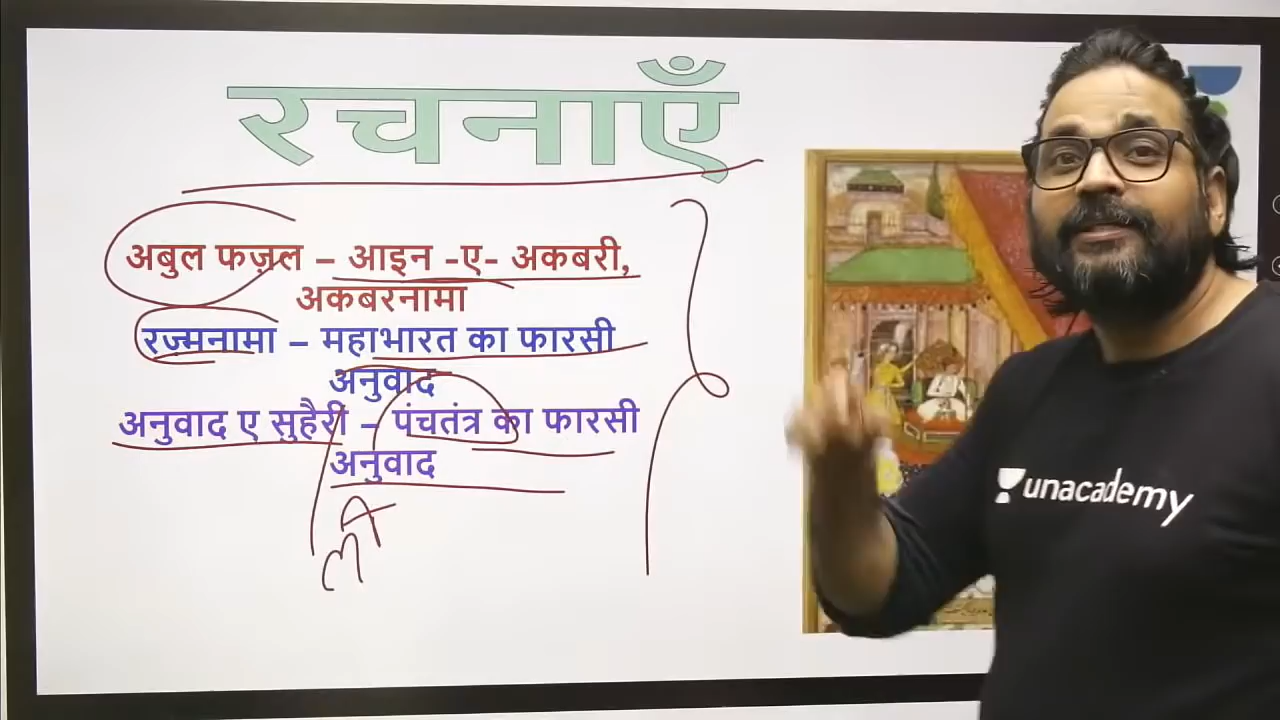 रचनाएँ
अबुल फज़ल – आइन -ए- अकबरी,
अकबरनामा
रज़्मनामा – महाभारत का फारसी
अनुवाद
अनुवाद ए सुहैरी – पंचतंत्र का फारसी
अनुवाद
unacademy